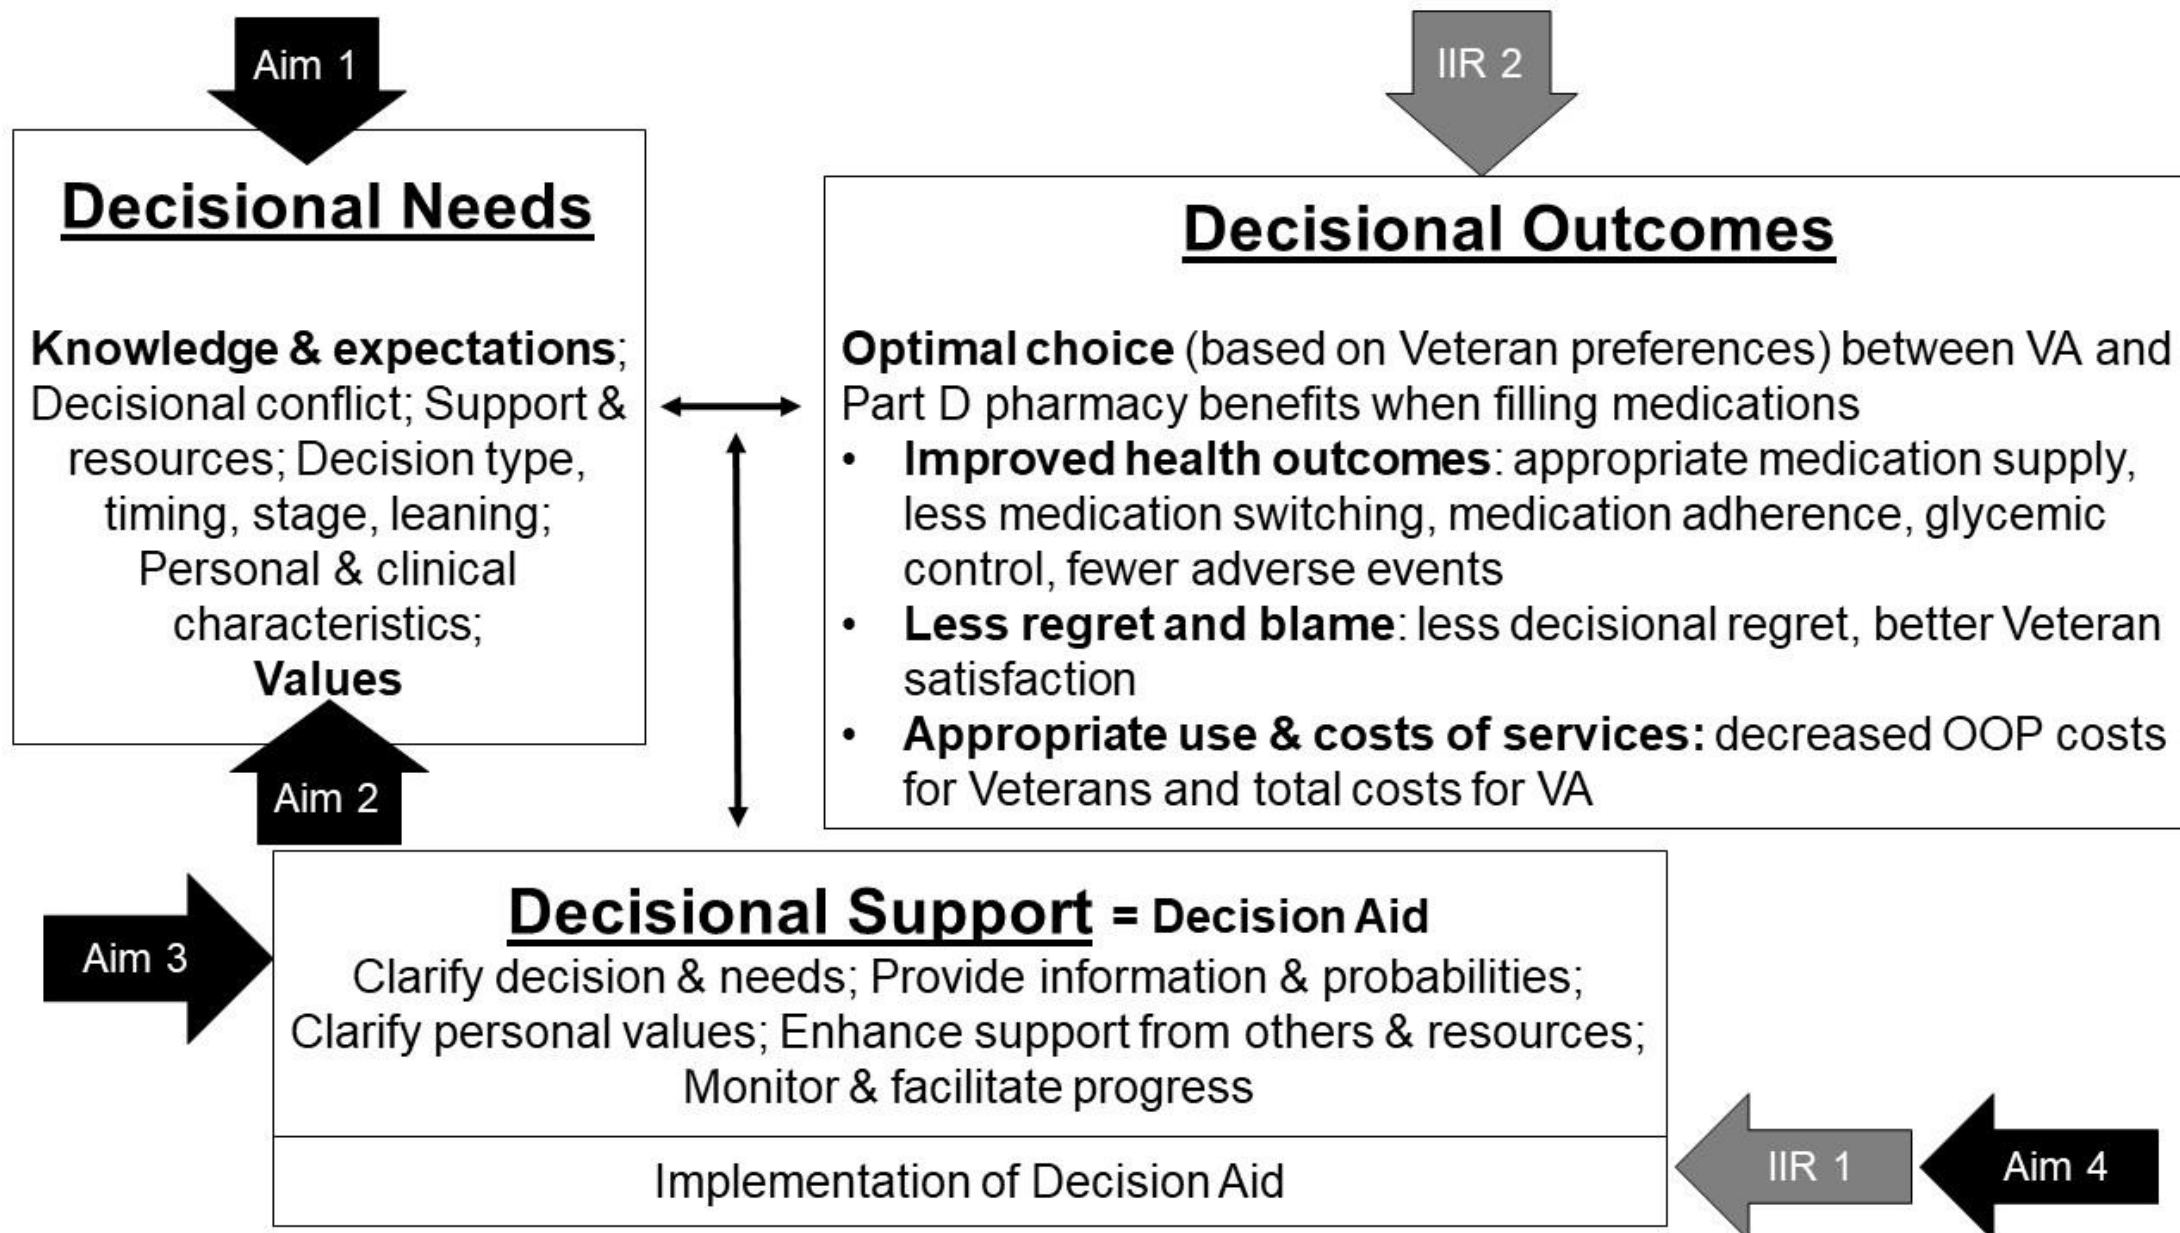 Aim 1
IIR 2
Decisional Needs
Knowledge & expectations;
Decisional conflict; Support &
resources; Decision type,
timing, stage, leaning;
Personal & clinical
characteristics;
Values
Aim 2
Decisional Outcomes
Optimal choice (based on Veteran preferences) between VA and
Part D pharmacy benefits when filling medications
• Improved health outcomes: appropriate medication supply,
less medication switching, medication adherence, glycemic
control, fewer adverse events
• Less regret and blame: less decisional regret, better Veteran
satisfaction
• Appropriate use & costs of services: decreased OOP costs
for Veterans and total costs for VA
Aim 3
Decisional Support = Decision Aid
Clarify decision & needs; Provide information & probabilities;
Clarify personal values; Enhance support from others & resources;
Monitor & facilitate progress
Implementation of Decision Aid
IIR 1
Aim 4